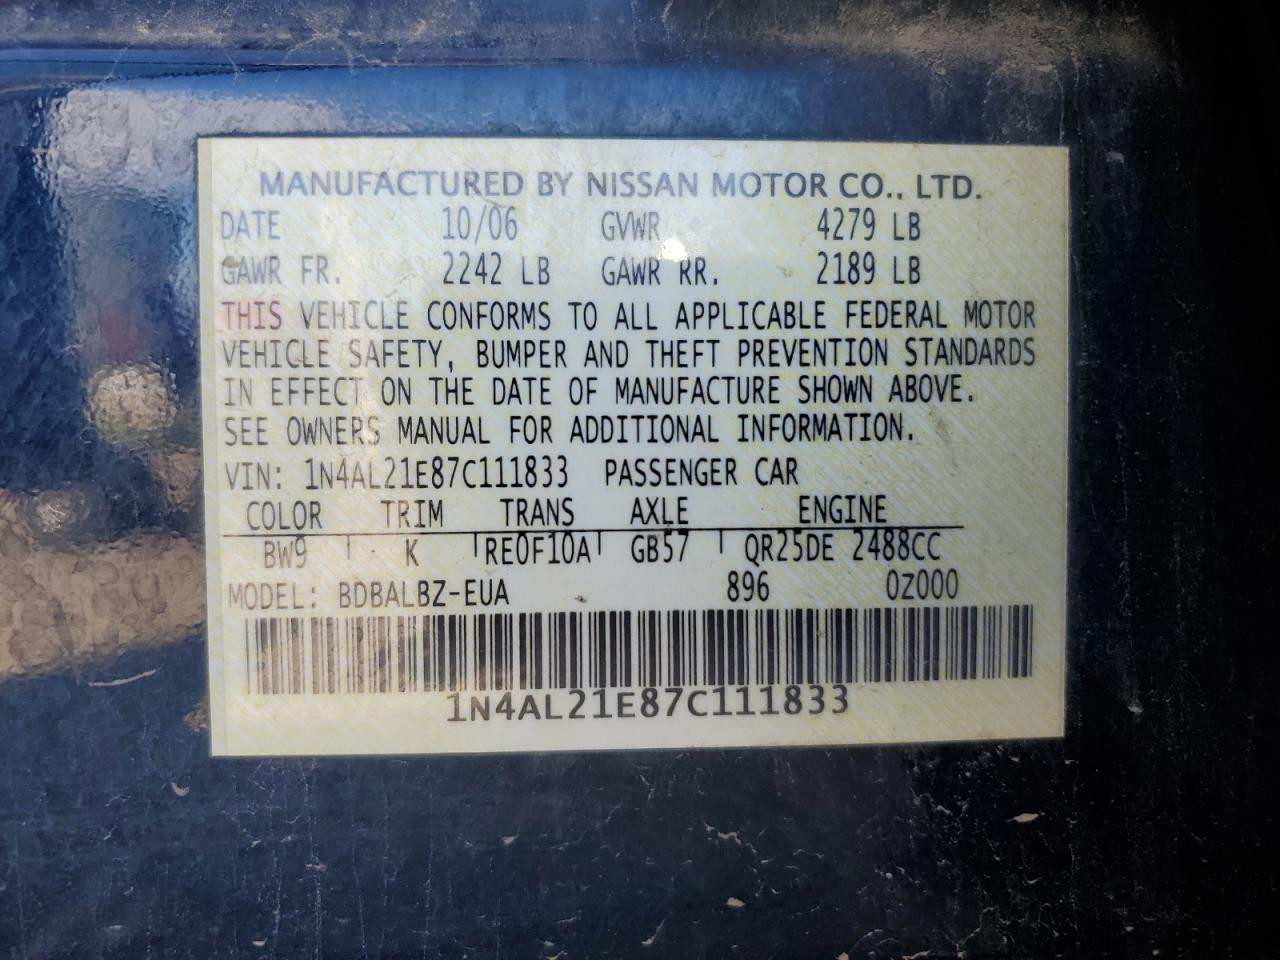 MANUFACTURED BY NISSAN MOTOR CO., LTD.
DATE 10/06 GVWR 4279 LB
GAWR FR. 2242 LB GAWR RR. 2189 LB
THIS VEHICLE CONFORMS TO ALL APPLICABLE FEDERAL MOTOR
VEHICLE SAFETY, BUMPER AND THEFT PREVENTION STANDARDS
IN EFFECT ON THE DATE OF MANUFACTURE SHOWN ABOVE.
SEE OWNERS MANUAL FOR ADDITIONAL INFORMATION.
VIN: 1N4AL21E87C111833 PASSENGER CAR
COLOR TRIM TRANS AXLE ENGINE
BW9 K RE0F10A GB57 QR25DE 2488CC
MODEL: BDBALBZ-EUA 896 0Z000
1N4AL21E87C111833